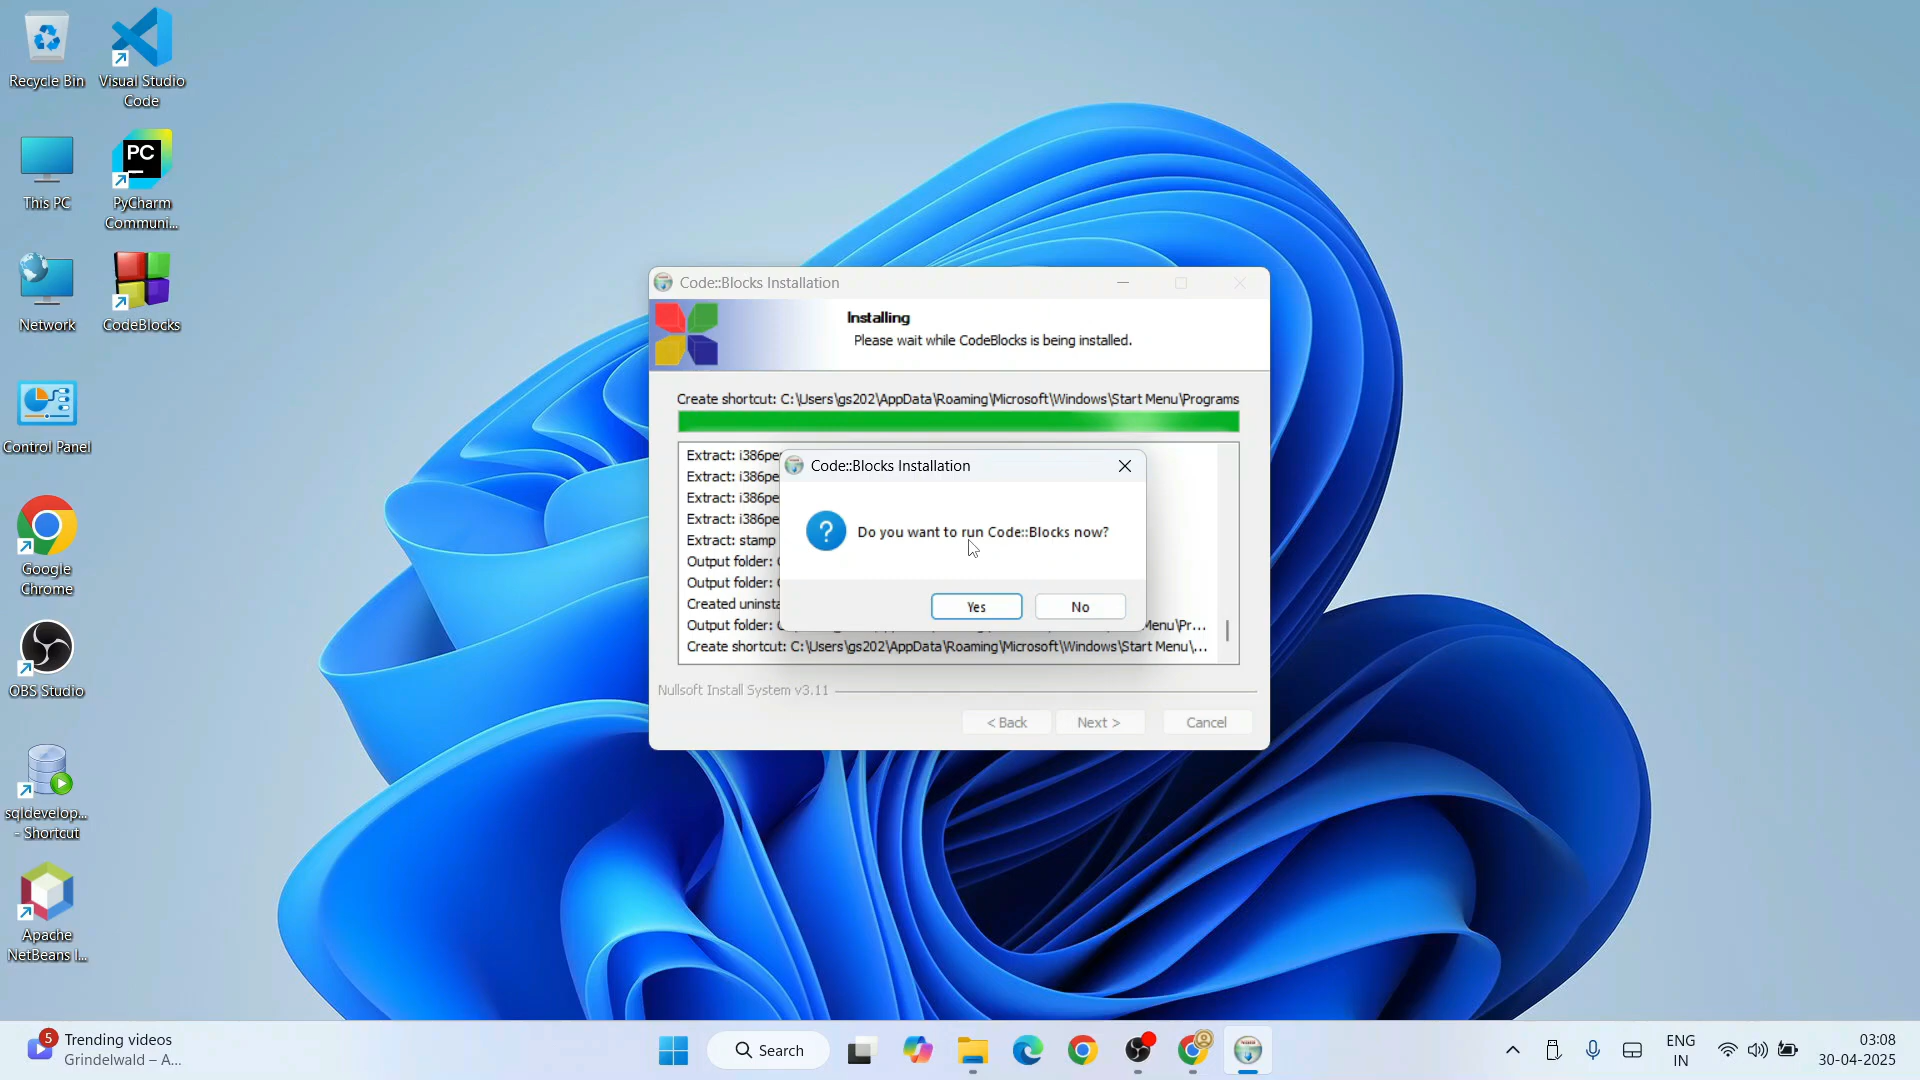 Recycle Bin
Visual Studio
Code
This PC
PC
PyCharm
Communi...
Network
CodeBlocks
Control Panel
Google
Chrome
OBS Studio
sqldevelop...
- Shortcut
Apache
NetBeans I...
Code::Blocks Installation
Installing
Please wait while CodeBlocks is being installed.
Create shortcut: C:\Users\gs202\AppData\Roaming\Microsoft\Windows\Start Menu\Programs
Extract: i386pe
Extract: i386pe
Extract: i386pe
Extract: i386pe
Extract: stamp
Output folder:
Output folder:
Created uninsta
Output folder: Menu\Pr...
Create shortcut: C:\Users\gs202\AppData\Roaming\Microsoft\Windows\Start Menu\...
Code::Blocks Installation
Do you want to run Code::Blocks now?
Yes
No
Nullsoft Install System v3.11
< Back
Next >
Cancel
5
Trending videos
Grindelwald – A...
Search
ENG
IN
03:08
30-04-2025